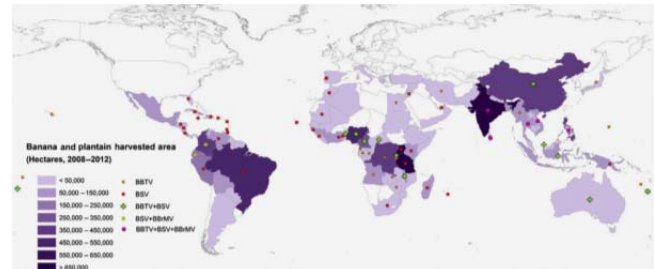 Banana and plantain harvested area
(Hectares, 2008–2012)
< 50,000
50,000 – 150,000
150,000 – 250,000
250,000 – 350,000
350,000 – 450,000
450,000 – 550,000
550,000 – 650,000
> 650,000
BBTV
BSV
BBTV+BSV
BSV+BBrMV
BBTV+BSV+BBrMV